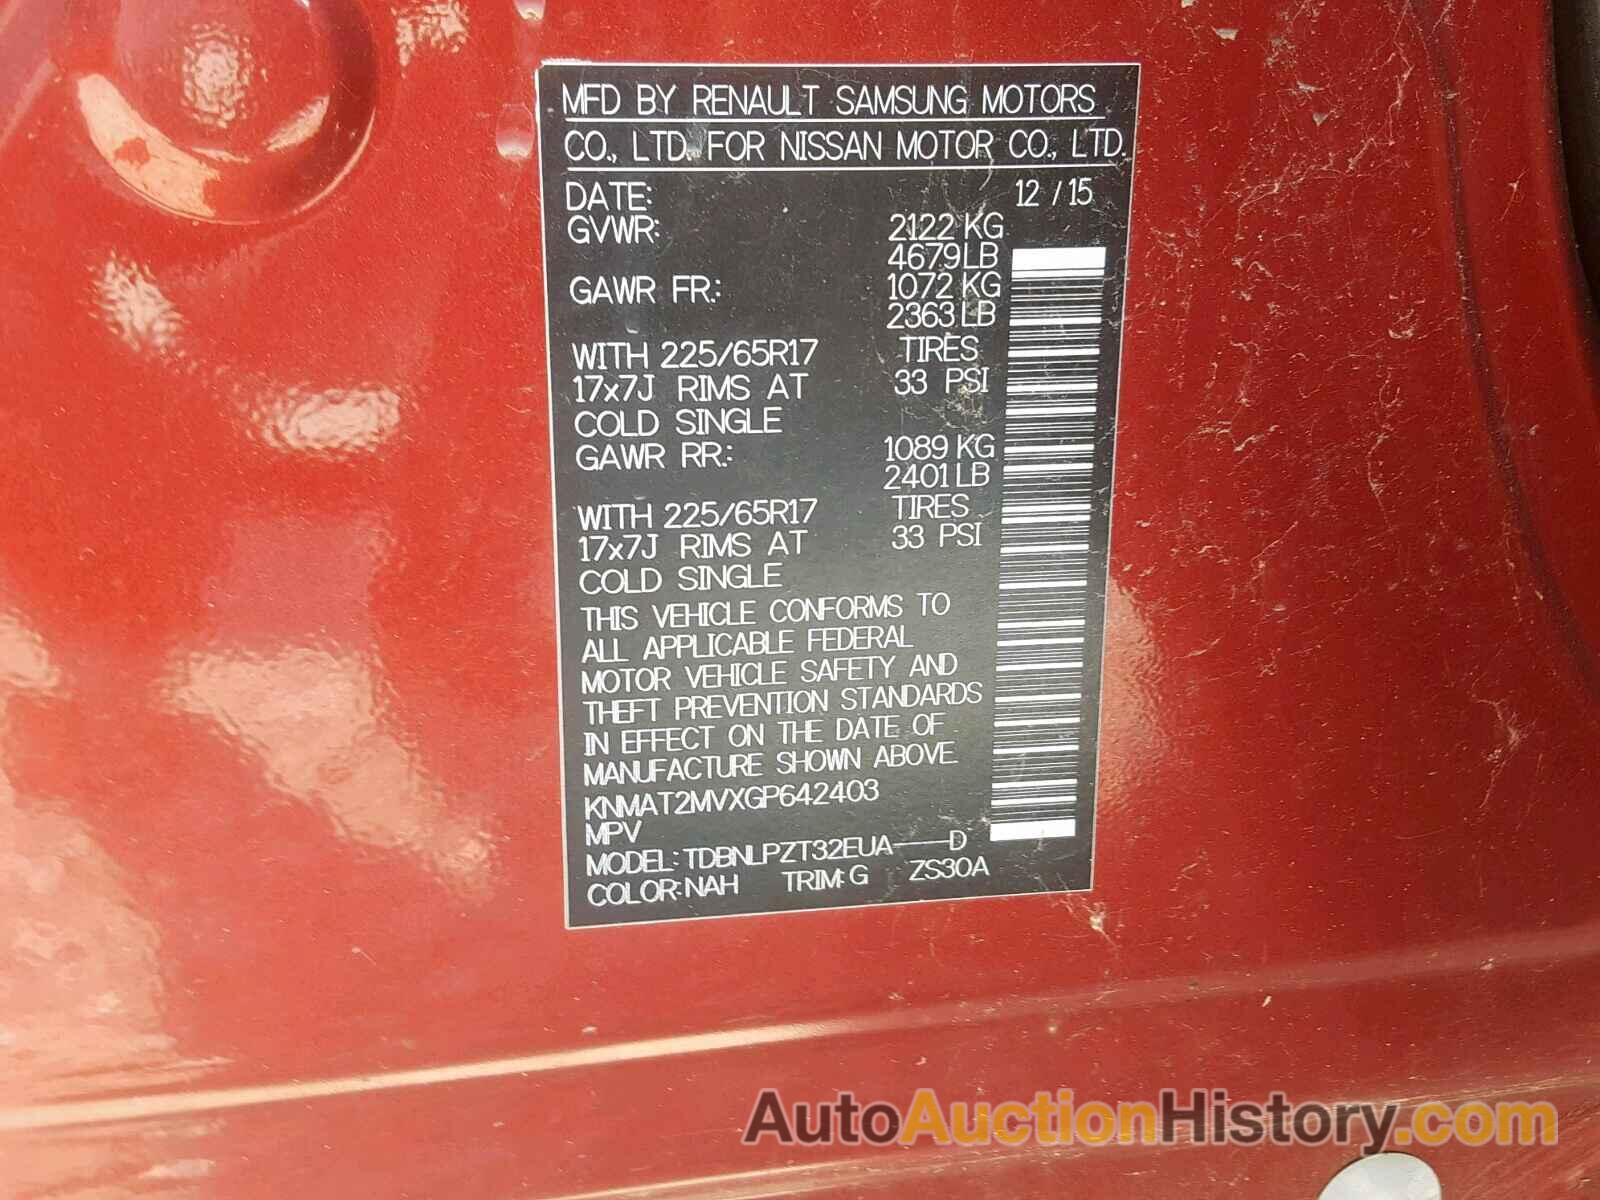 MFD BY RENAULT SAMSUNG MOTORS
CO., LTD. FOR NISSAN MOTOR CO., LTD.
DATE: 12 / 15
GVWR: 2122 KG
4679 LB
GAWR FR.: 1072 KG
2363 LB
WITH 225/65R17 TIRES
17x7J RIMS AT 33 PSI
COLD SINGLE
GAWR RR.: 1089 KG
2401 LB
WITH 225/65R17 TIRES
17x7J RIMS AT 33 PSI
COLD SINGLE
THIS VEHICLE CONFORMS TO
ALL APPLICABLE FEDERAL
MOTOR VEHICLE SAFETY AND
THEFT PREVENTION STANDARDS
IN EFFECT ON THE DATE OF
MANUFACTURE SHOWN ABOVE.
KNMAT2MVXGP642403
MPV
MODEL: TDBNLPZT32EUA----D
COLOR: NAH TRIM: G ZS30A
AutoAuctionHistory.com